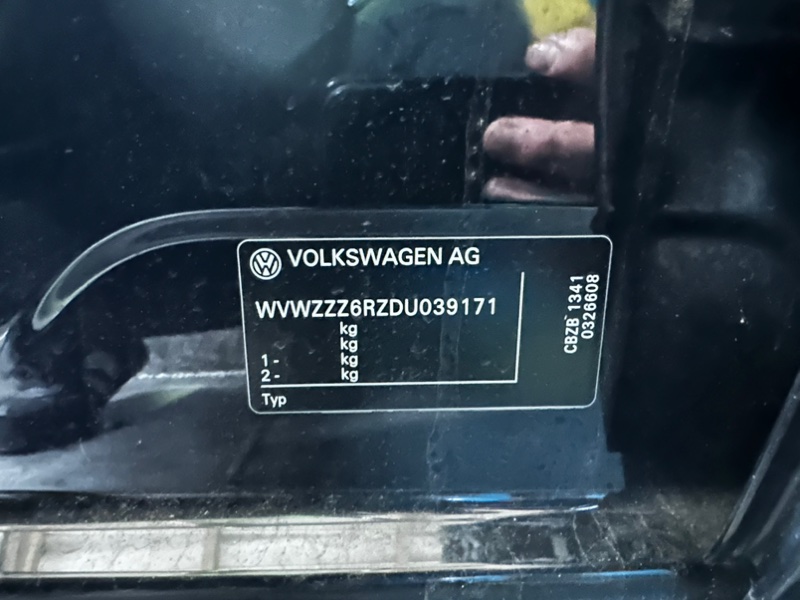 VOLKSWAGEN AG
WVWZZZ6RZDU039171
kg
kg
1 - kg
2 - kg
Typ
CBZB 1341
0326608